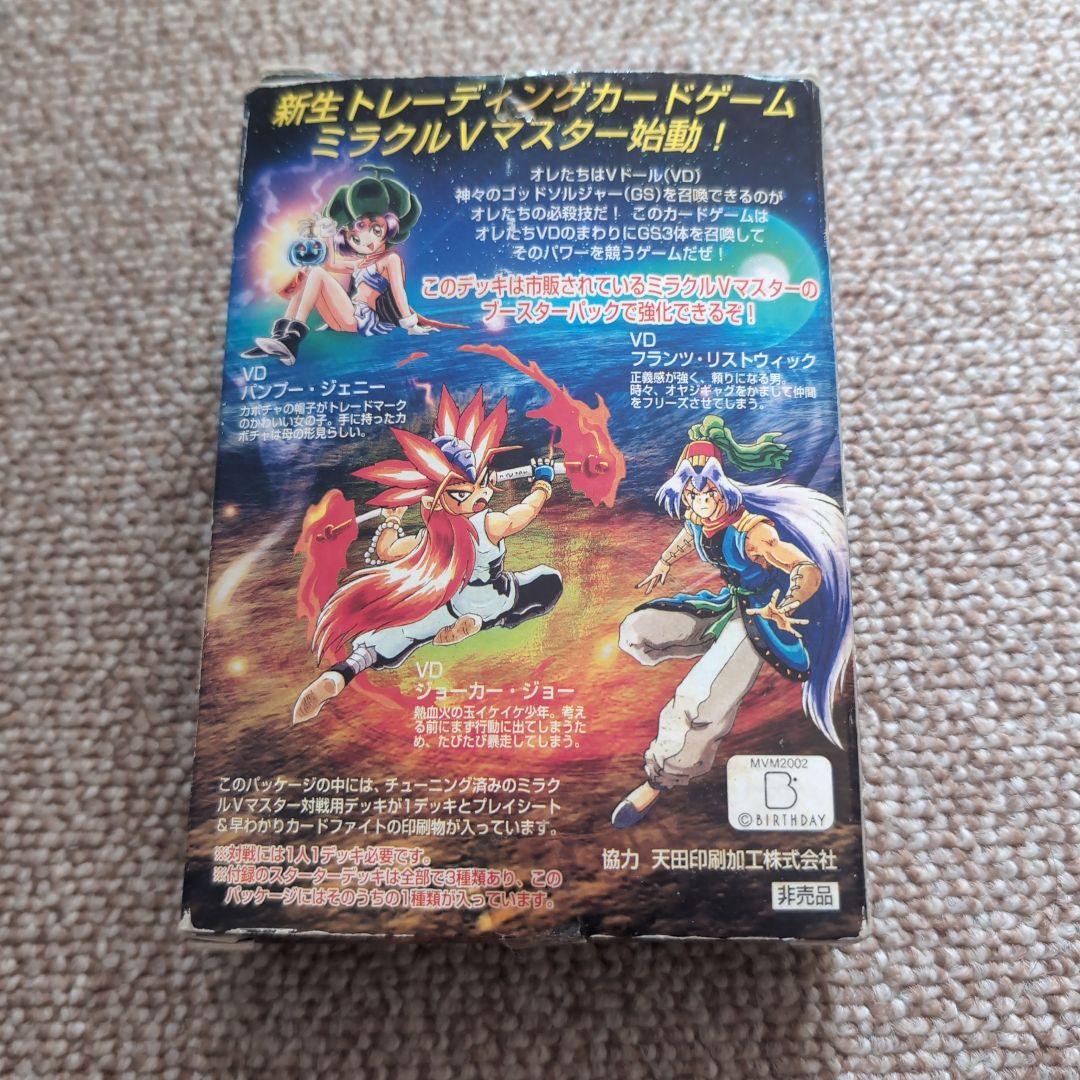 新生トレーディングカードゲーム
ミラクルVマスター始動！
オレたちはVドール(VD)
神々のゴッドソルジャー(GS)を召喚できるのが
オレたちの必殺技だ！ このカードゲームは
オレたちVDのまわりにGS3体を召喚して
そのパワーを競うゲームだぜ！
このデッキは市販されているミラクルVマスターの
ブースターパックで強化できるぞ！
VD
パンプー・ジェニー
カボチャの帽子がトレードマーク
のかわいい女の子。手に持ったカ
ボチャは母の形見らしい。
VD
フランツ・リストウィック
正義感が強く、頼りになる男。
時々、オヤジギャグをかまして仲間
をフリーズさせてしまう。
VD
ジョーカー・ジョー
熱血火の玉イケイケ少年。考え
る前にまず行動に出てしまうた
め、たびたび暴走してしまう。
このパッケージの中には、チューニング済みのミラク
ルVマスター対戦用デッキが1デッキとプレイシート
&早わかりカードファイトの印刷物が入っています。
※対戦には1人1デッキ必要です。
※付録のスターターデッキは全部で3種類あり、この
パッケージにはそのうちの1種類が入っています。
MVM2002
B
©BIRTHDAY
協力 天田印刷加工株式会社
非売品